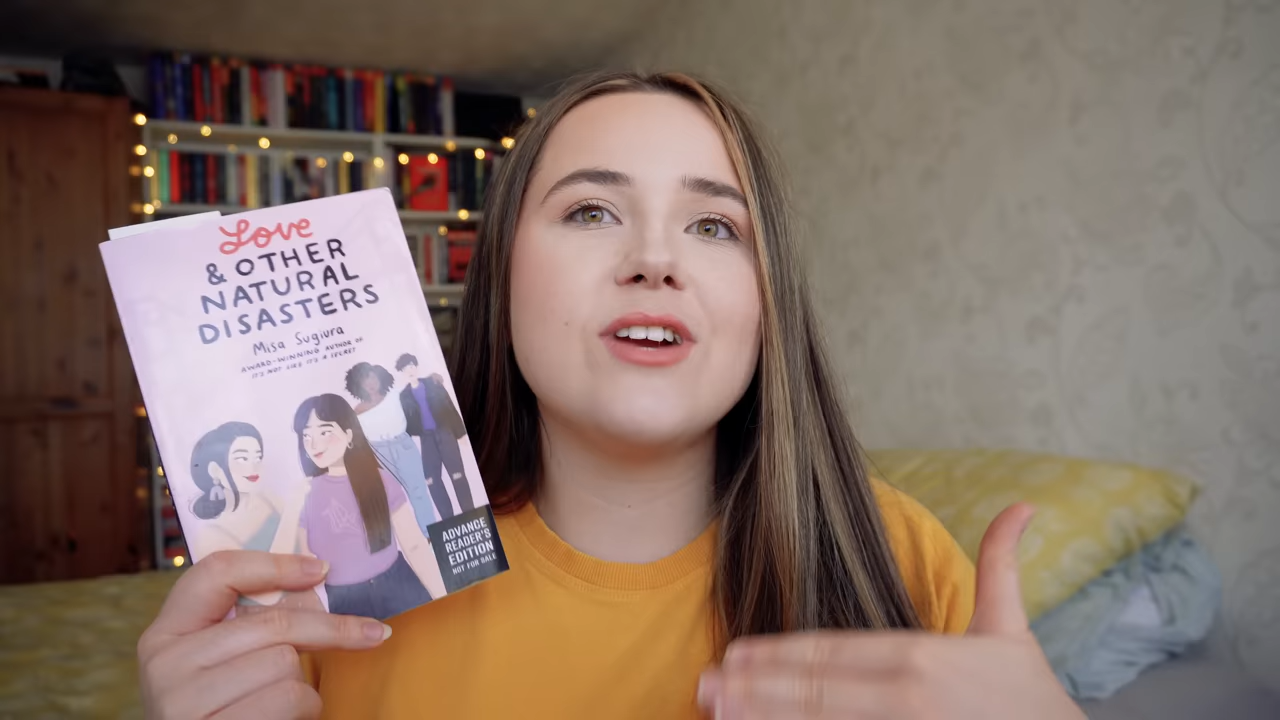 Love
& OTHER
NATURAL
DISASTERS
Misa Sugiura
AWARD-WINNING AUTHOR OF
IT'S NOT LIKE IT'S A SECRET
ADVANCE
READER'S
EDITION
NOT FOR SALE